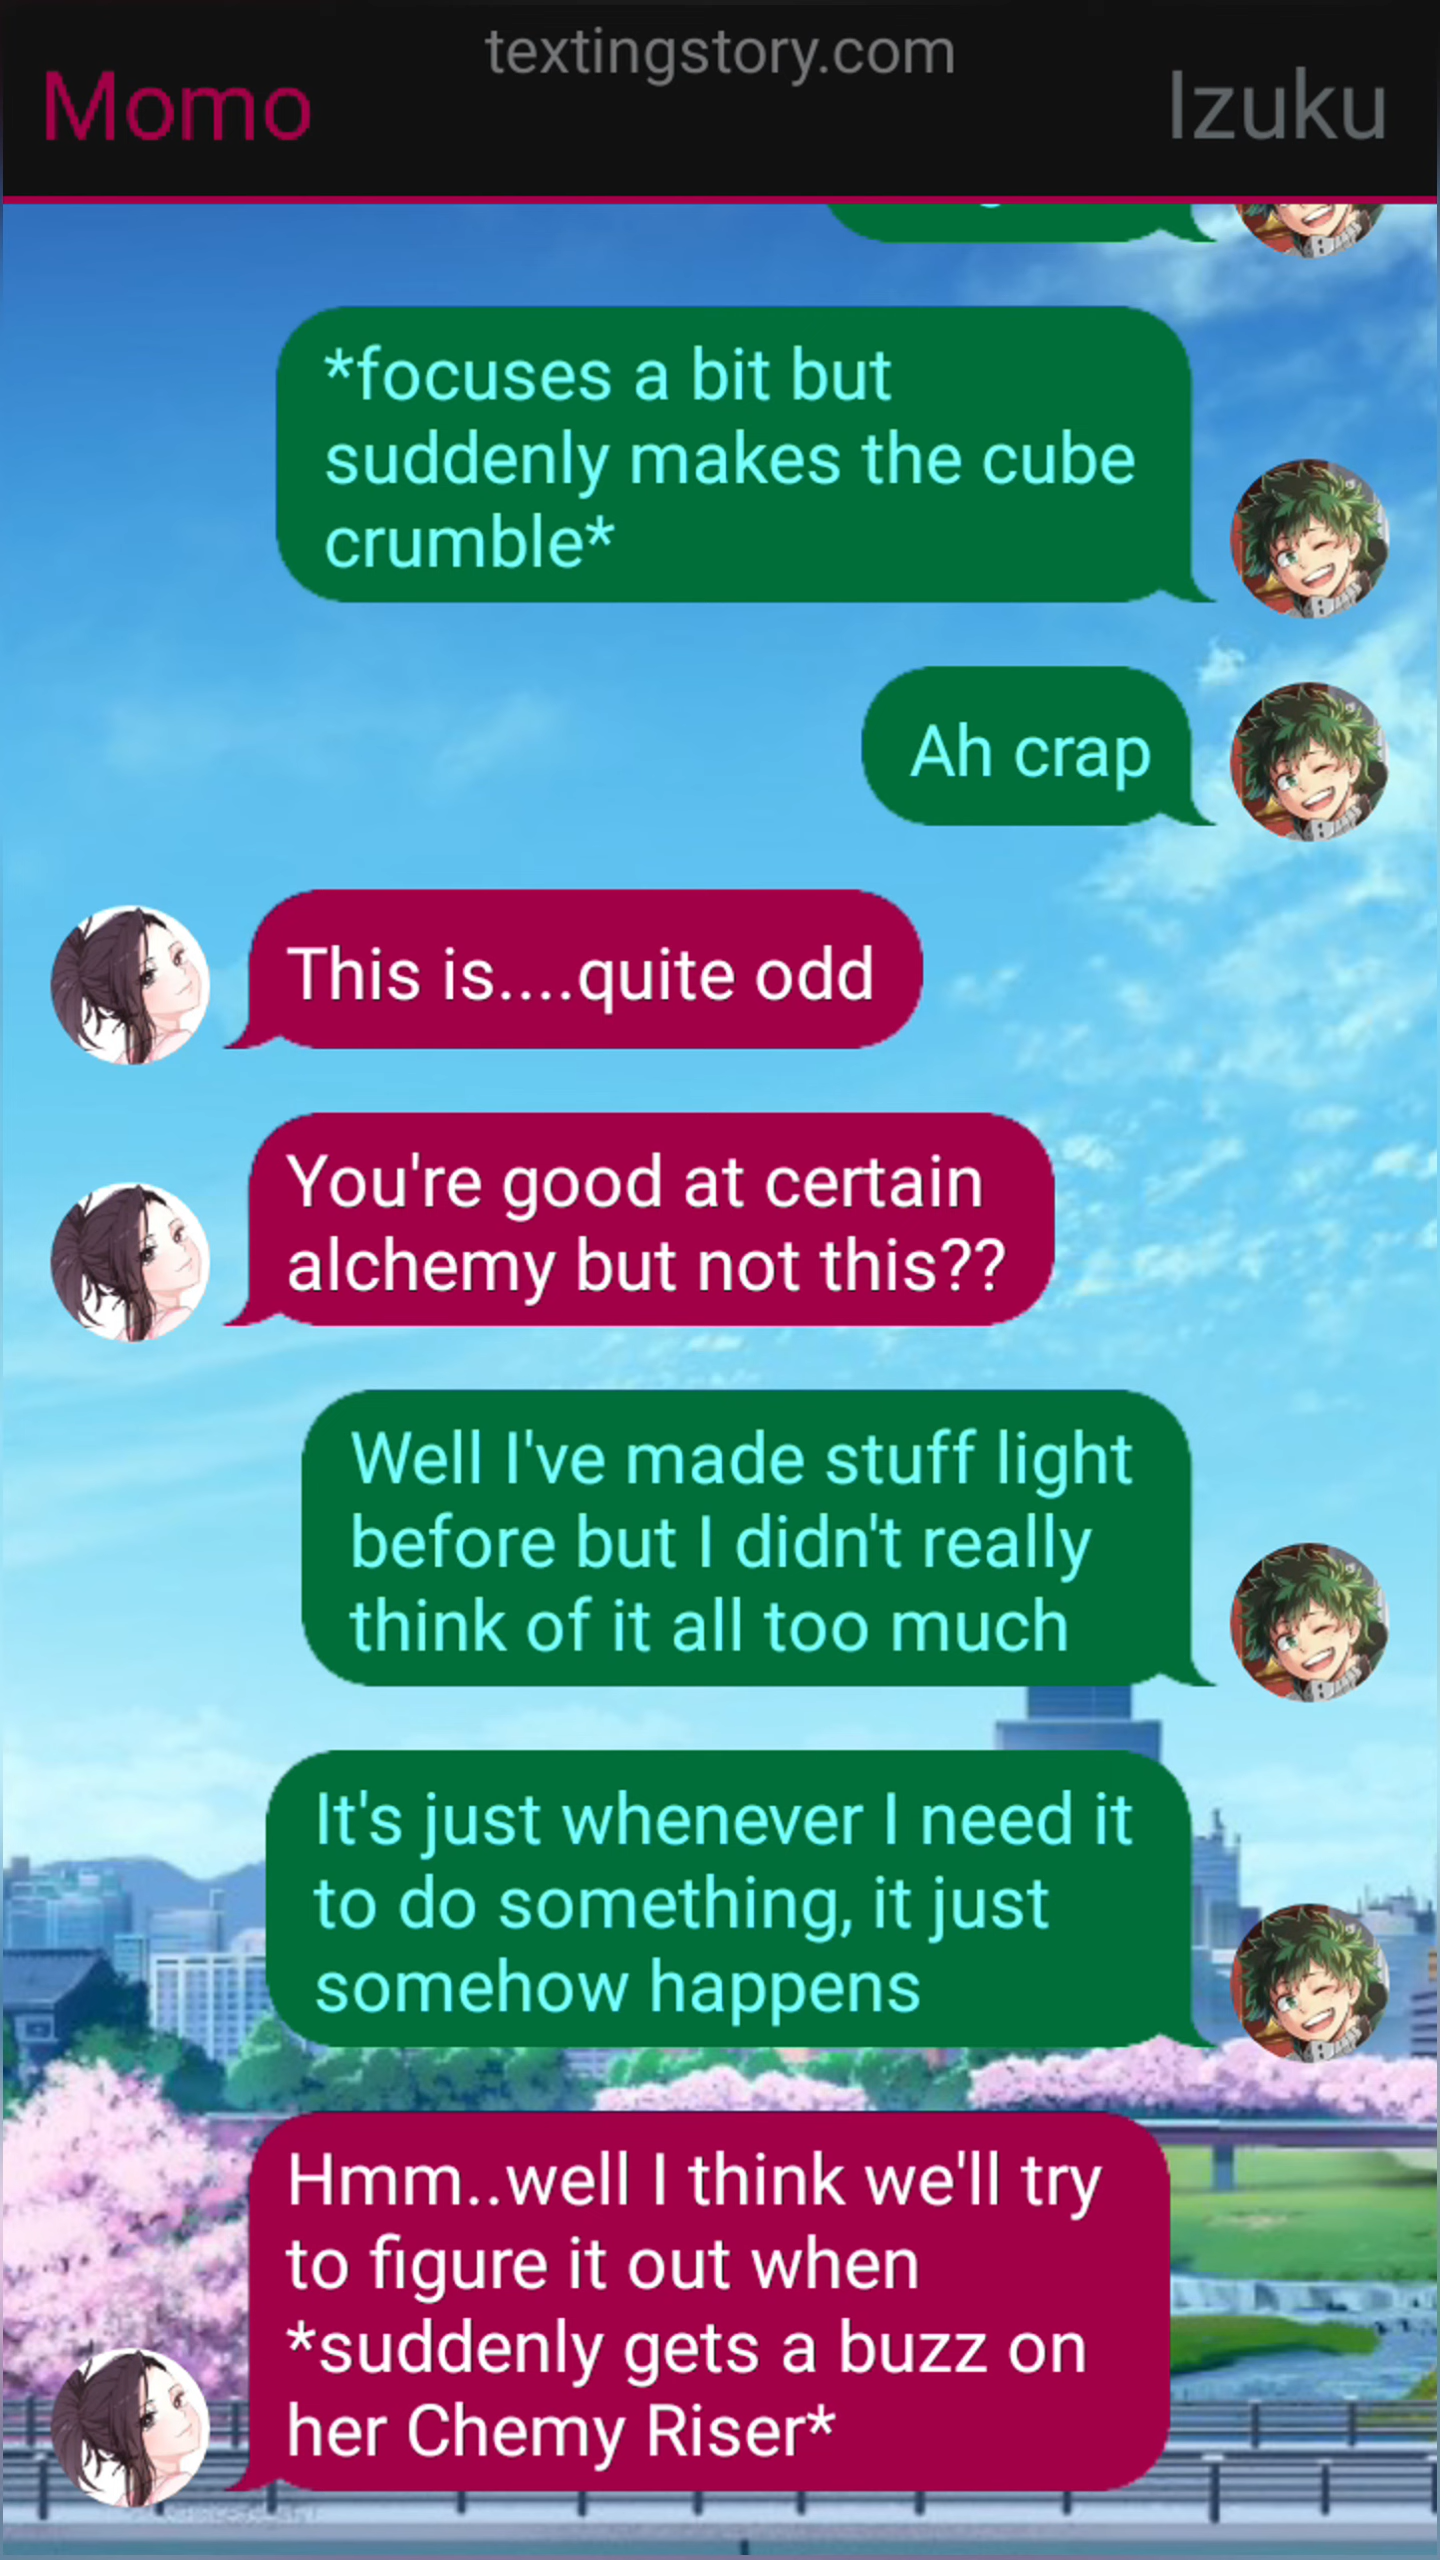 textingstory.com
Momo
Izuku
*focuses a bit but
suddenly makes the cube
crumble*
Ah crap
This is....quite odd
You're good at certain
alchemy but not this??
Well I've made stuff light
before but I didn't really
think of it all too much
It's just whenever I need it
to do something, it just
somehow happens
Hmm..well I think we'll try
to figure it out when
*suddenly gets a buzz on
her Chemy Riser*